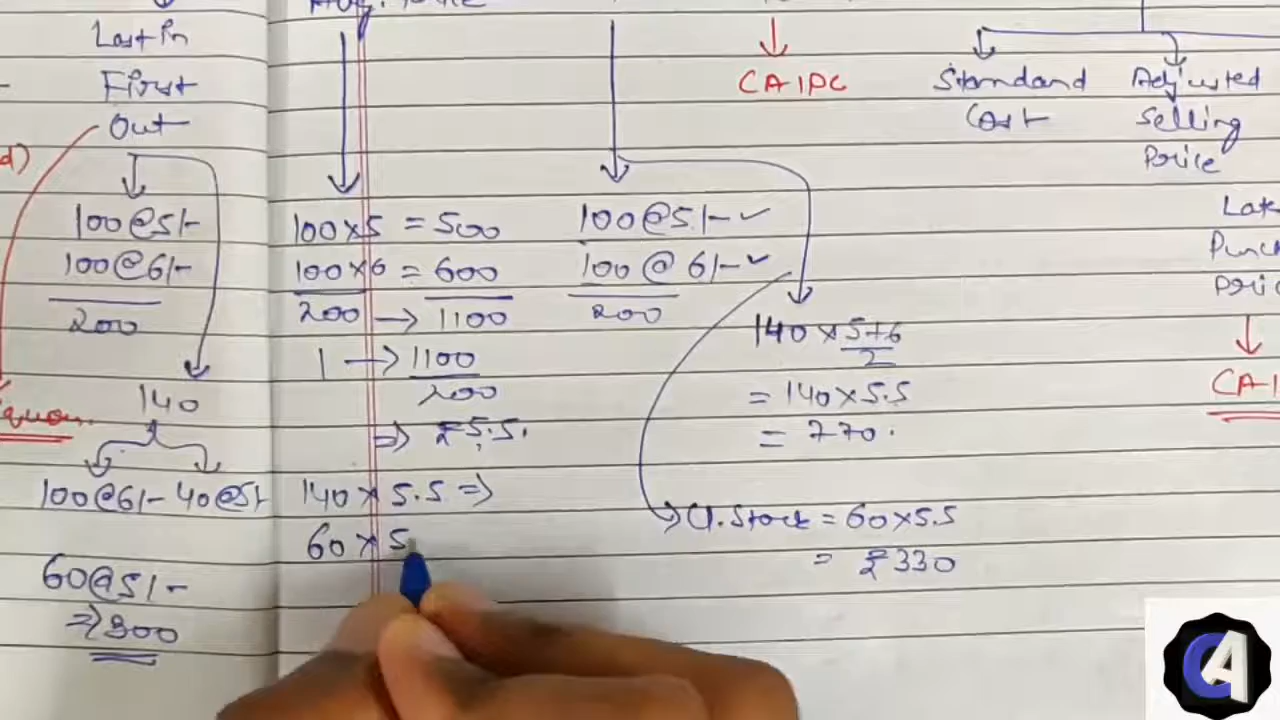 Last in
First
Out
d)
100@5/-
100@6/-
200
140
100@6/- 40@5/-
60@5/-
=> 300
100×5 = 500
100×6 = 600
200 → 1100
1 → 1100
200
=> ₹5.5.
140 × 5.5 =>
60 × 5
100@5/- ✓
100@6/- ✓
200
140 × 5+6
2
= 140×5.5
= 770.
Cl. Stock = 60×5.5
= ₹330
CA IPC
Standard
Cost
Adjusted
Selling
Price
CA